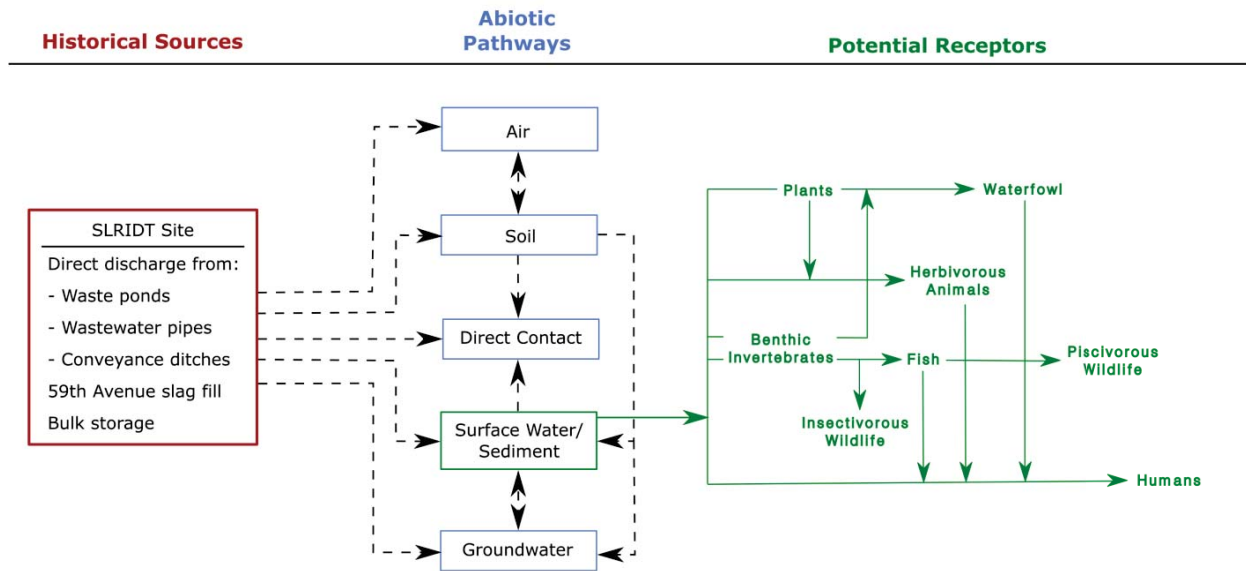 Historical Sources
Abiotic
Pathways
Potential Receptors
SLRIDT Site
Direct discharge from:
- Waste ponds
- Wastewater pipes
- Conveyance ditches
59th Avenue slag fill
Bulk storage
Air
Soil
Direct Contact
Surface Water/
Sediment
Groundwater
Plants
Waterfowl
Herbivorous
Animals
Benthic
Invertebrates
Fish
Piscivorous
Wildlife
Insectivorous
Wildlife
Humans